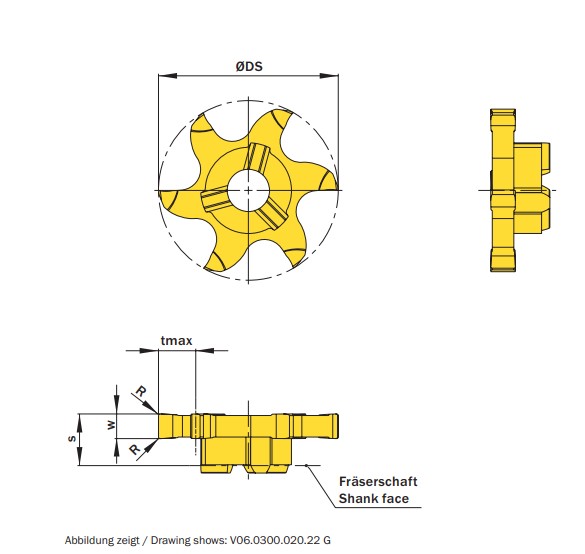 ØDS
tmax
R
w
s
R
Fräserschaft
Shank face
Abbildung zeigt / Drawing shows: V06.0300.020.22 G